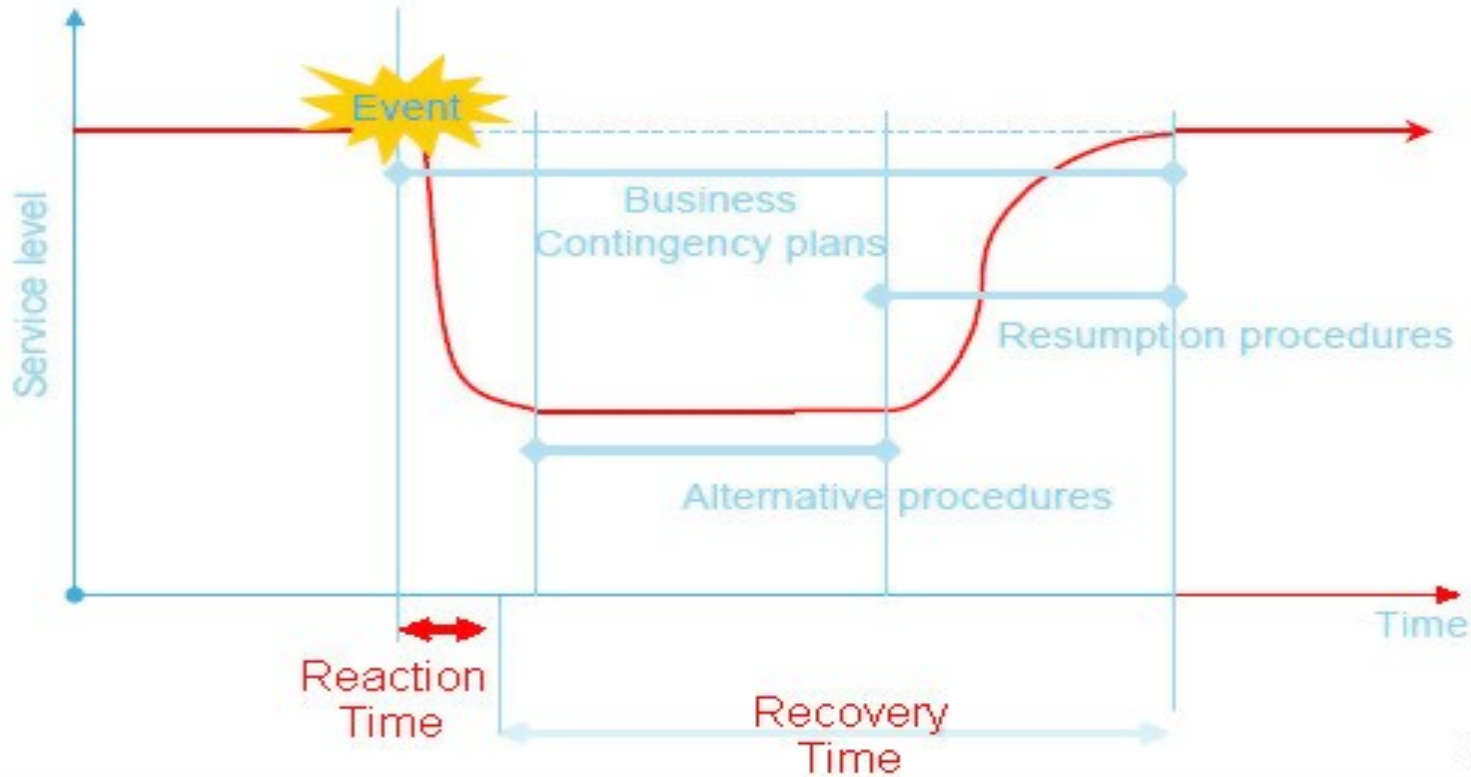 Event
Service level
Business
Contingency plans
Resumption procedures
Alternative procedures
Time
Reaction
Time
Recovery
Time